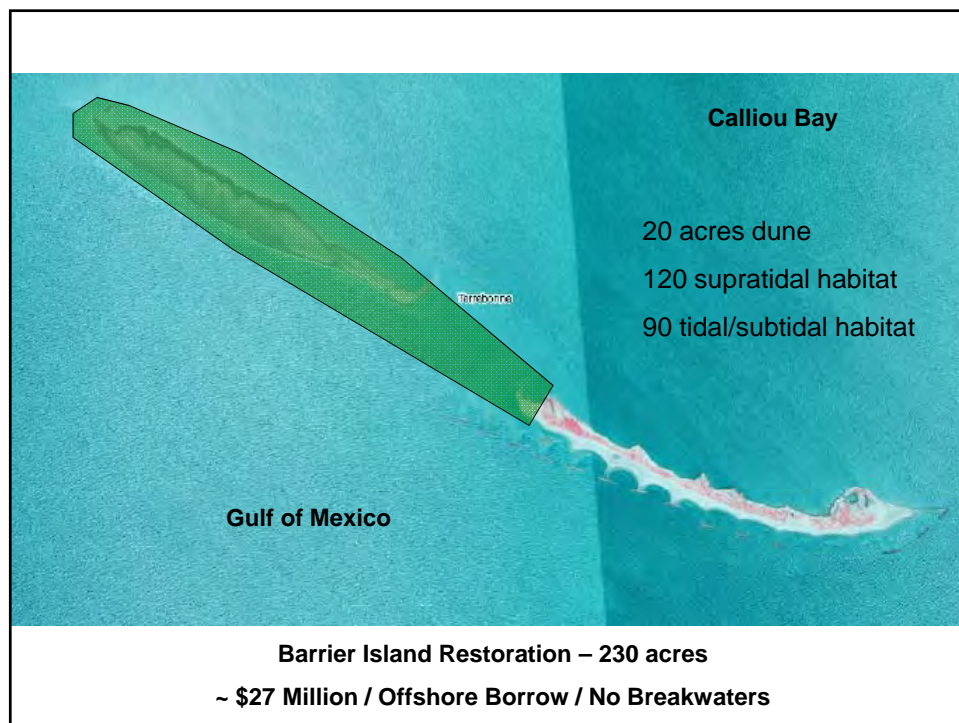 Calliou Bay
20 acres dune
120 supratidal habitat
90 tidal/subtidal habitat
Terrebonne
Gulf of Mexico
Barrier Island Restoration – 230 acres
~ $27 Million / Offshore Borrow / No Breakwaters